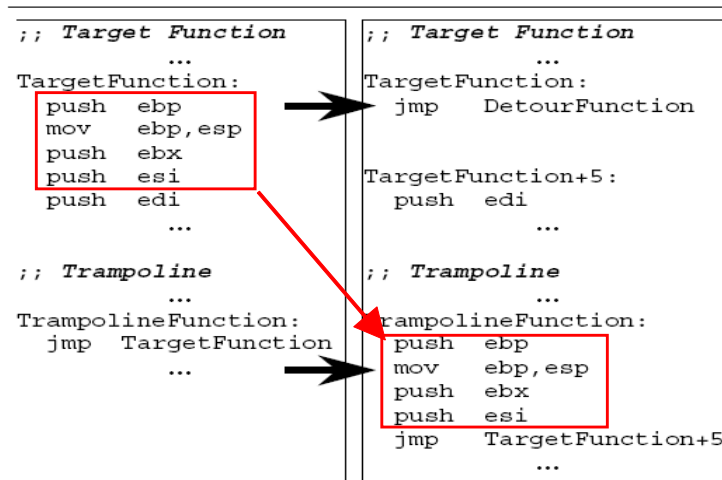 ;; Target Function
...
TargetFunction:
push ebp
mov ebp,esp
push ebx
push esi
push edi
...
;; Trampoline
...
TrampolineFunction:
jmp TargetFunction
...
;; Target Function
...
TargetFunction:
jmp DetourFunction
TargetFunction+5:
push edi
...
;; Trampoline
...
TrampolineFunction:
push ebp
mov ebp,esp
push ebx
push esi
jmp TargetFunction+5
...